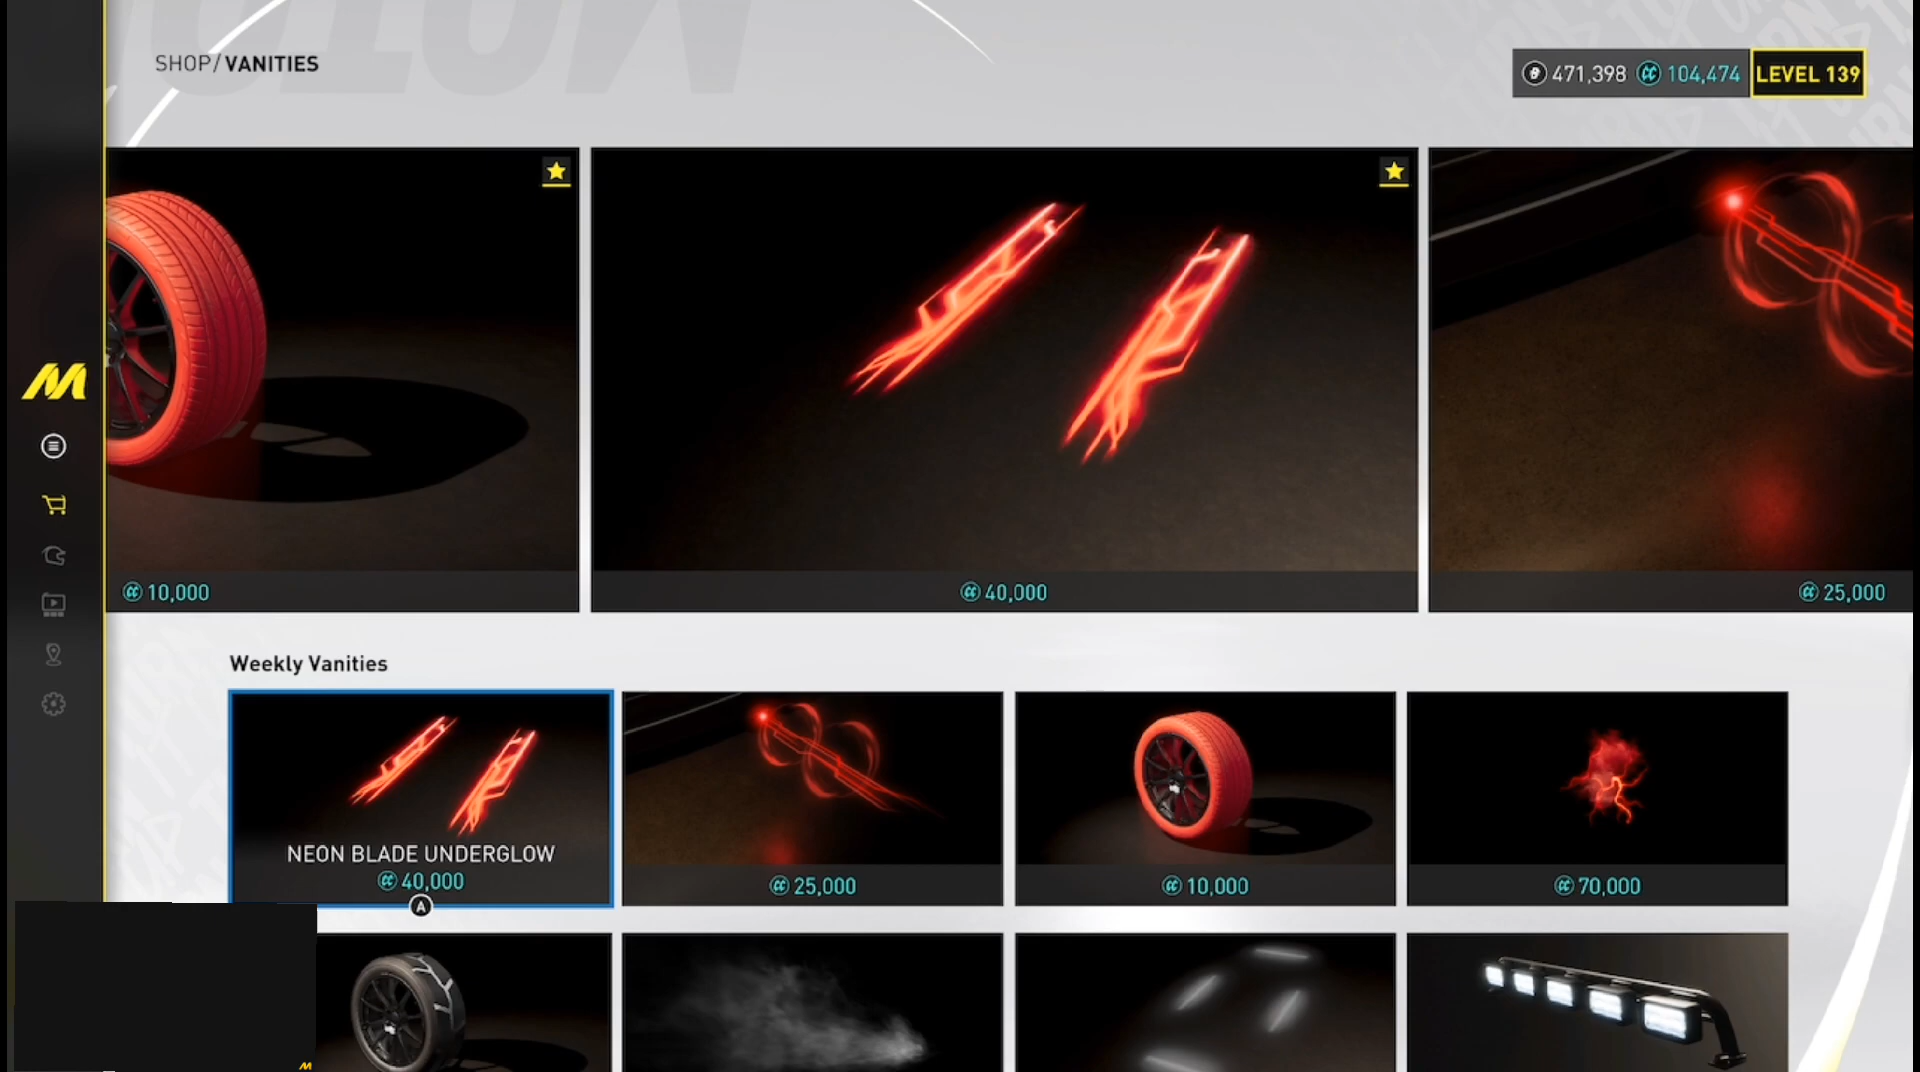 SHOP/VANITIES
471,398 104,474 LEVEL 139
10,000
40,000
25,000
Weekly Vanities
NEON BLADE UNDERGLOW
40,000
A
25,000
10,000
70,000